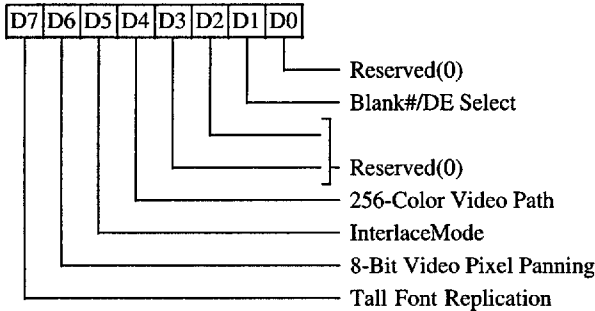 D7 D6 D5 D4 D3 D2 D1 D0
Reserved(0)
Blank#/DE Select
Reserved(0)
256-Color Video Path
InterlaceMode
8-Bit Video Pixel Panning
Tall Font Replication